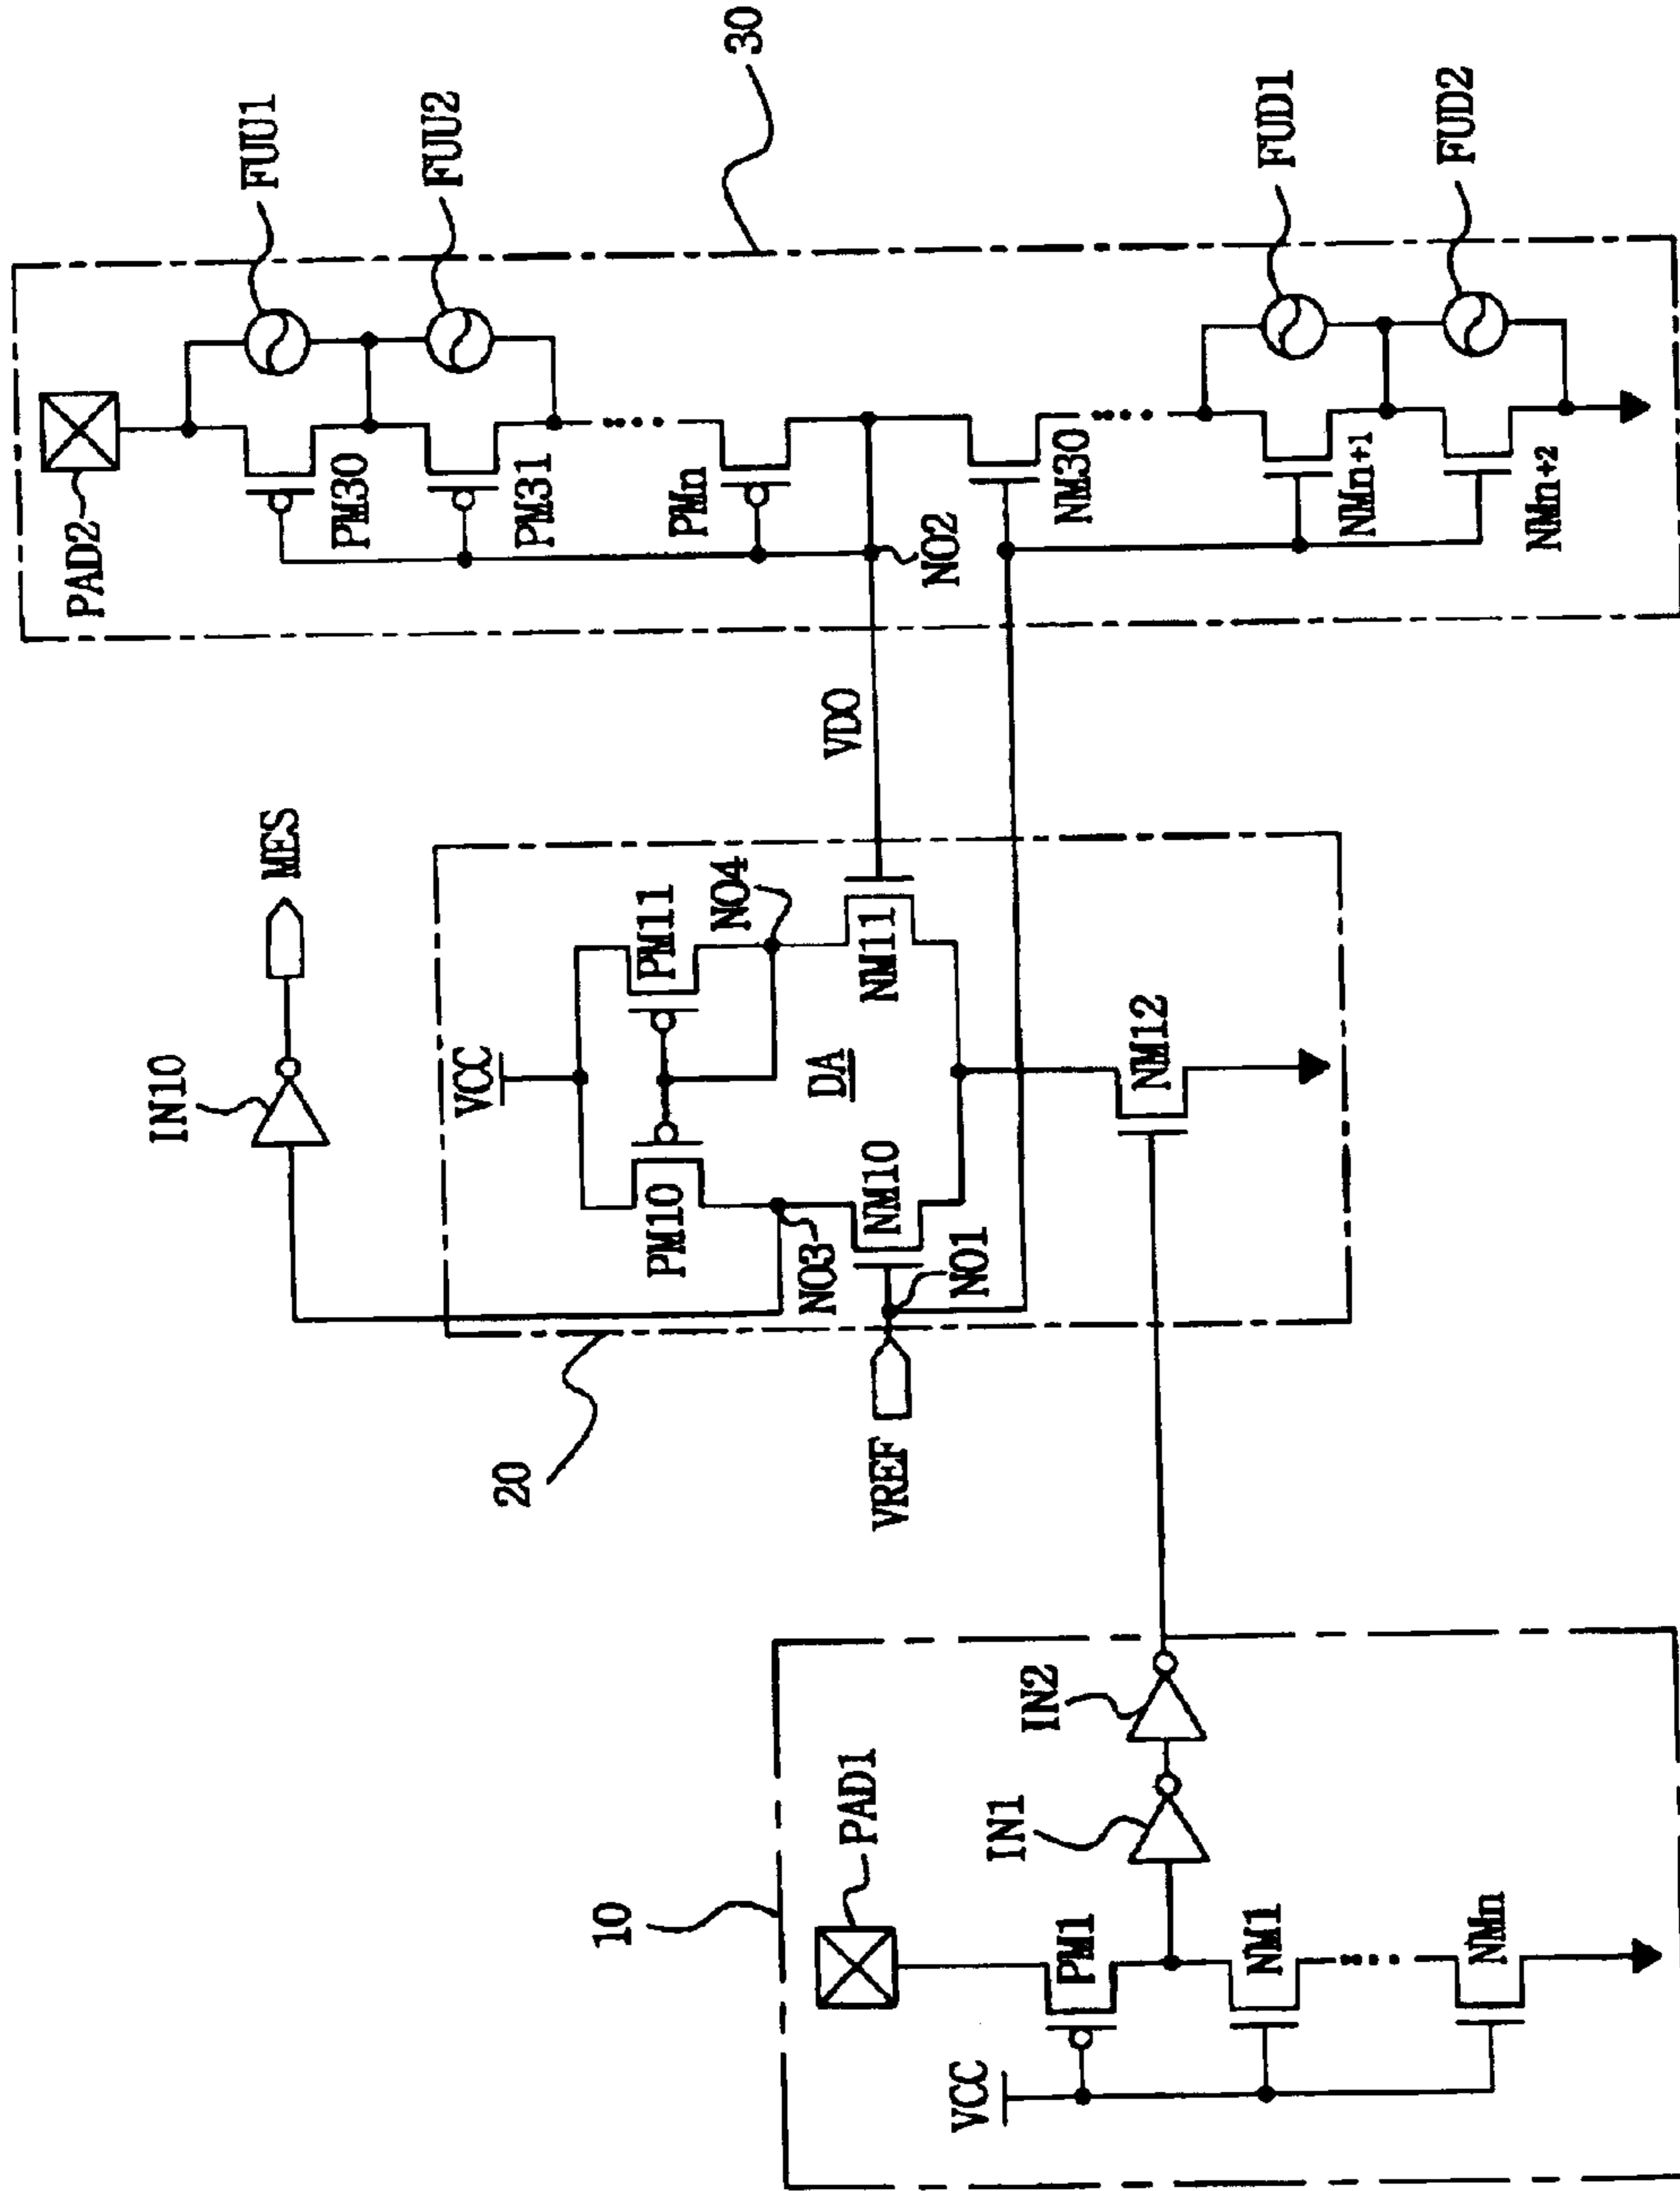 30
FUU1
FUU2
FUD1
FUD2
PAD2
PM30
PM31
PMn
NM30
NMn+1
NMn+2
NO2
VDO
MES
IN10
VCC
PM11
NO4
NM11
DA
PM10
NO3
NM10
NO1
NM12
20
VREF
10
PAD1
IN1
IN2
VCC
PM1
NM1
NMn